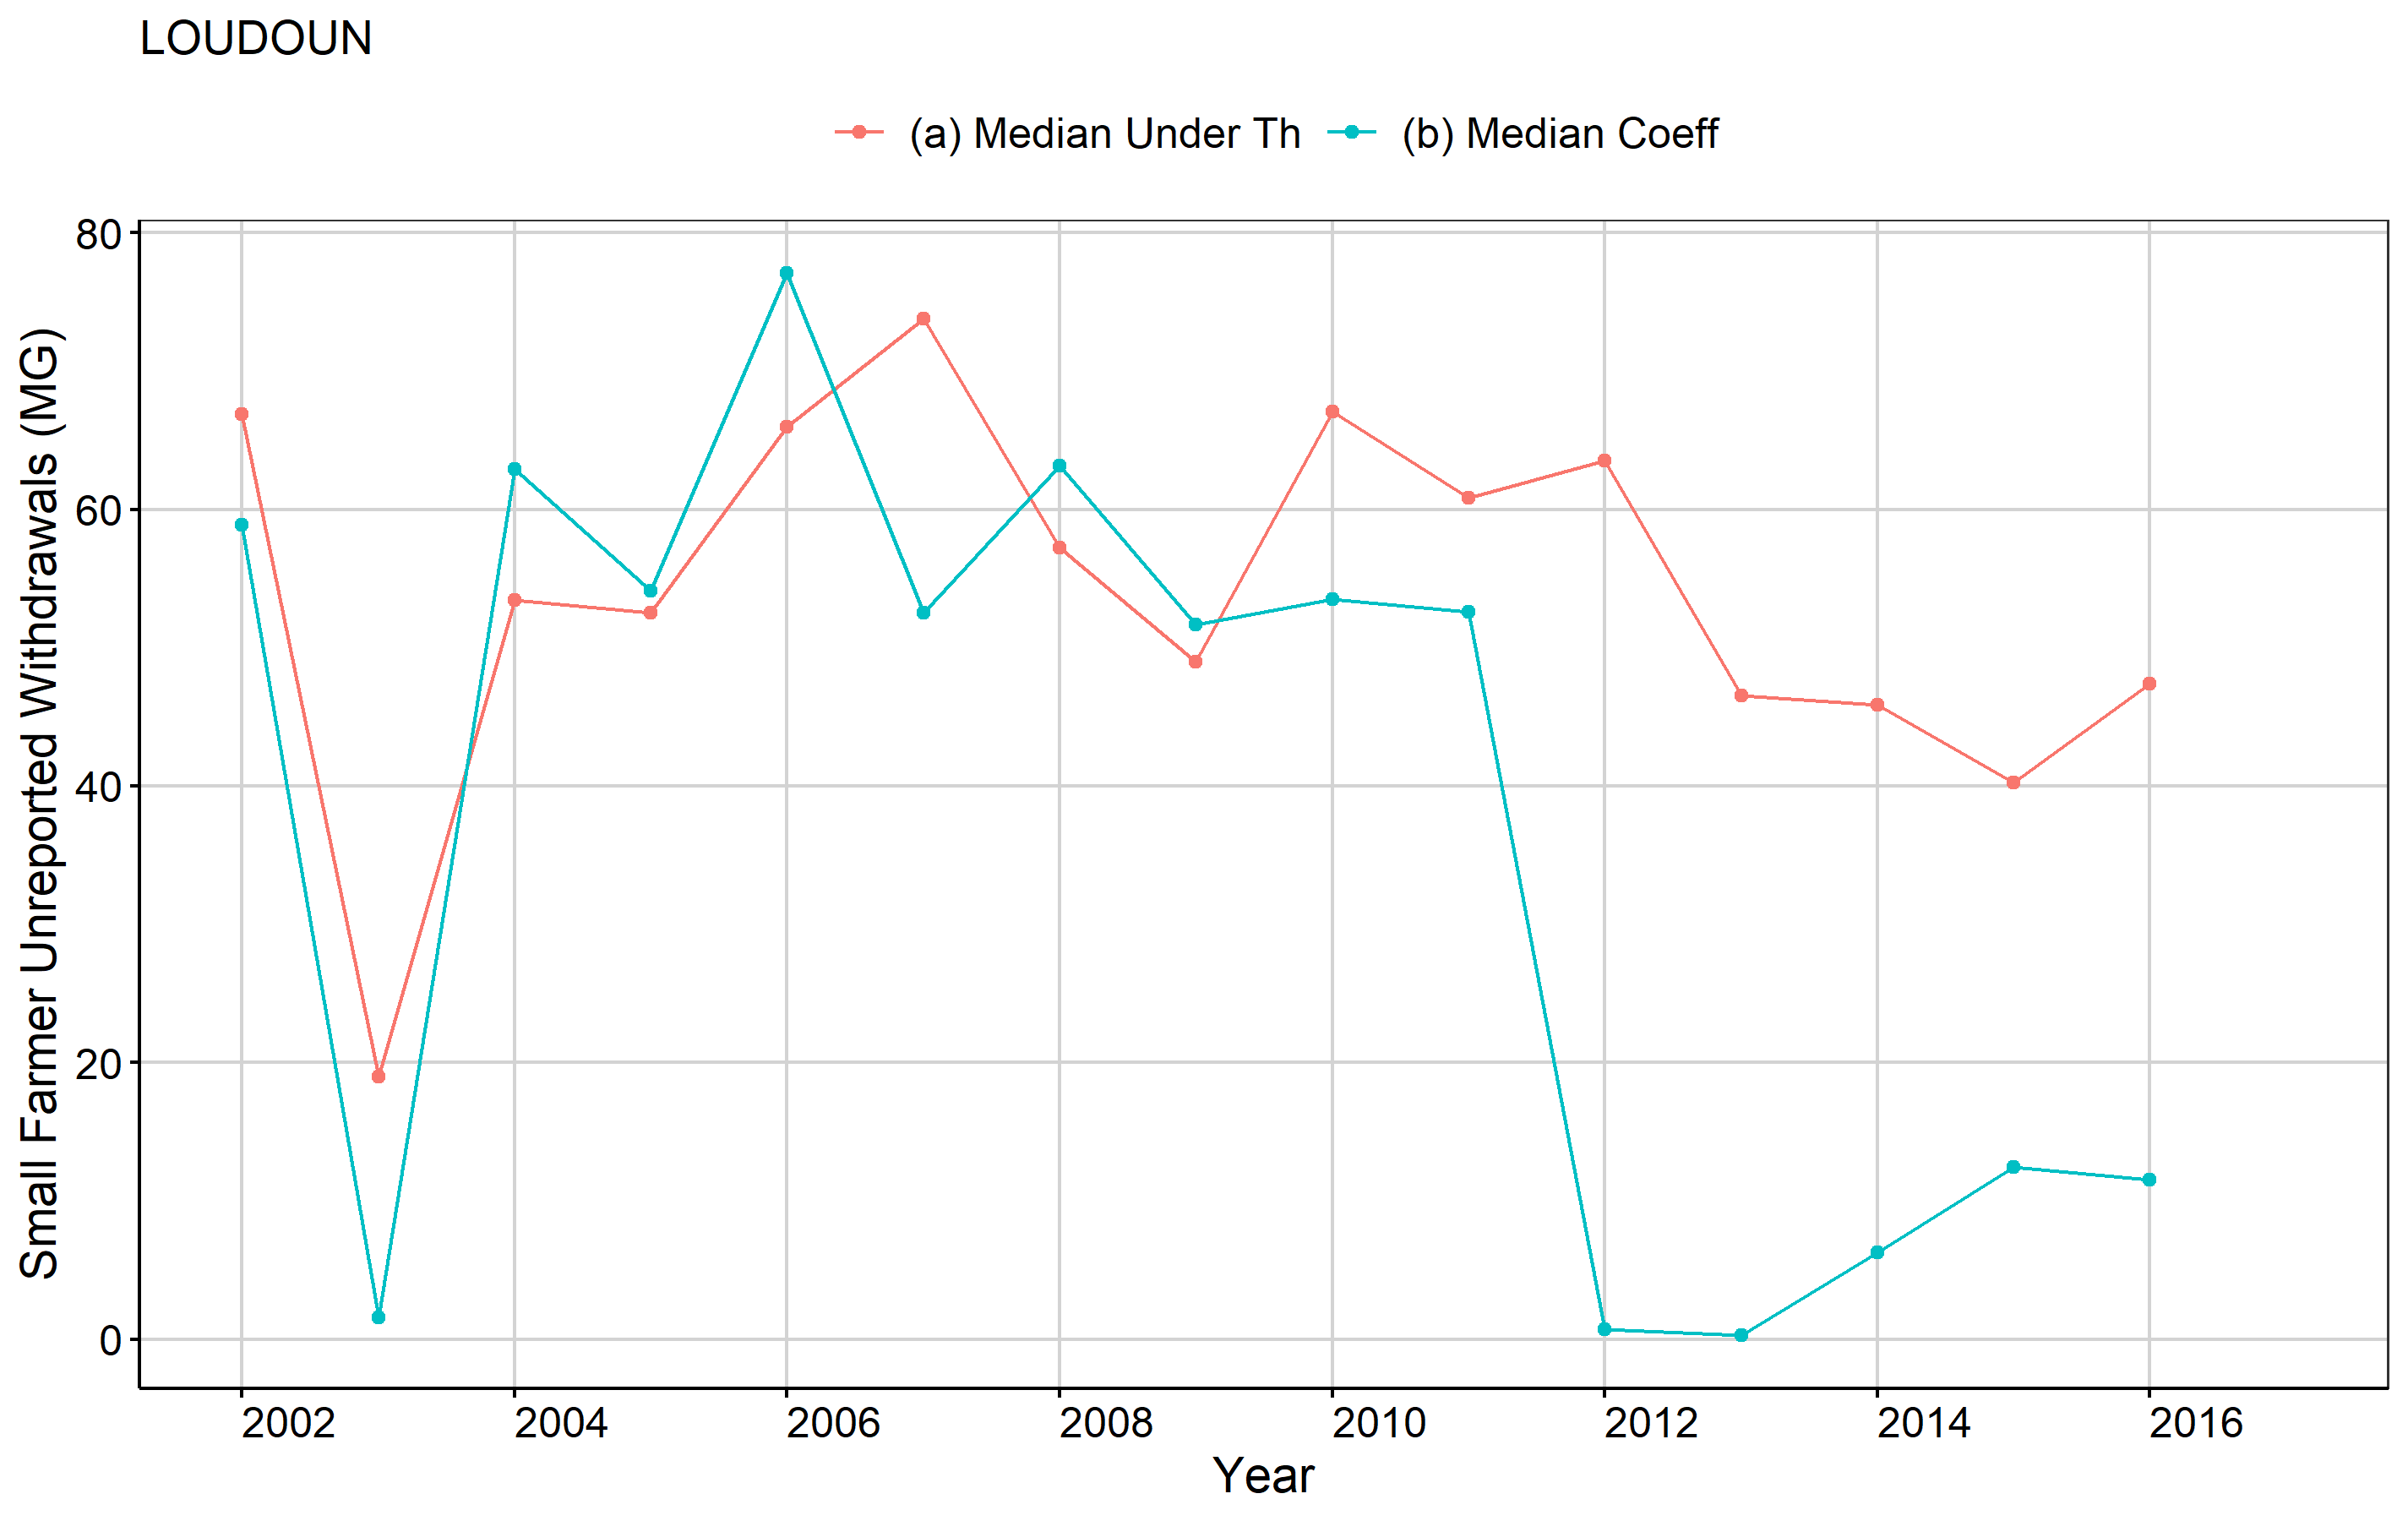 LOUDOUN
(a) Median Under Th (b) Median Coeff
Small Farmer Unreported Withdrawals (MG)
80
60
40
20
0
2002 2004 2006 2008 2010 2012 2014 2016
Year